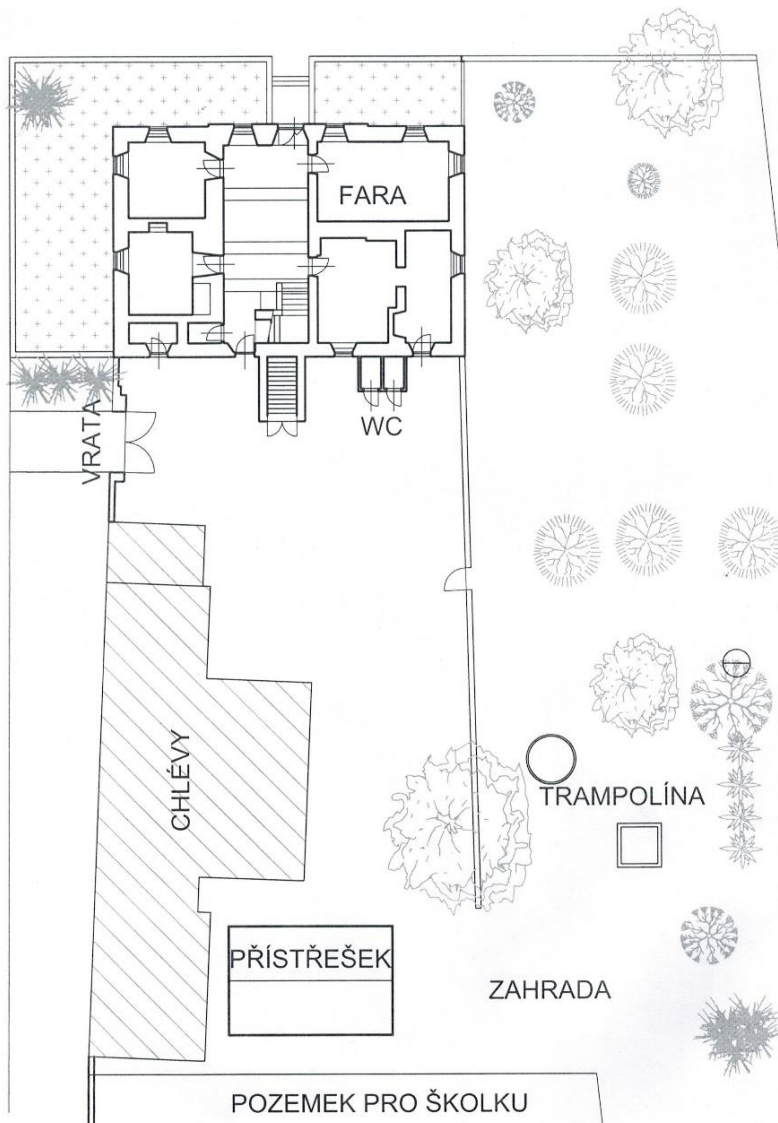 FARA
WC
VRATA
CHLÉVY
TRAMPOLÍNA
PŘÍSTŘEŠEK
ZAHRADA
POZEMEK PRO ŠKOLKU